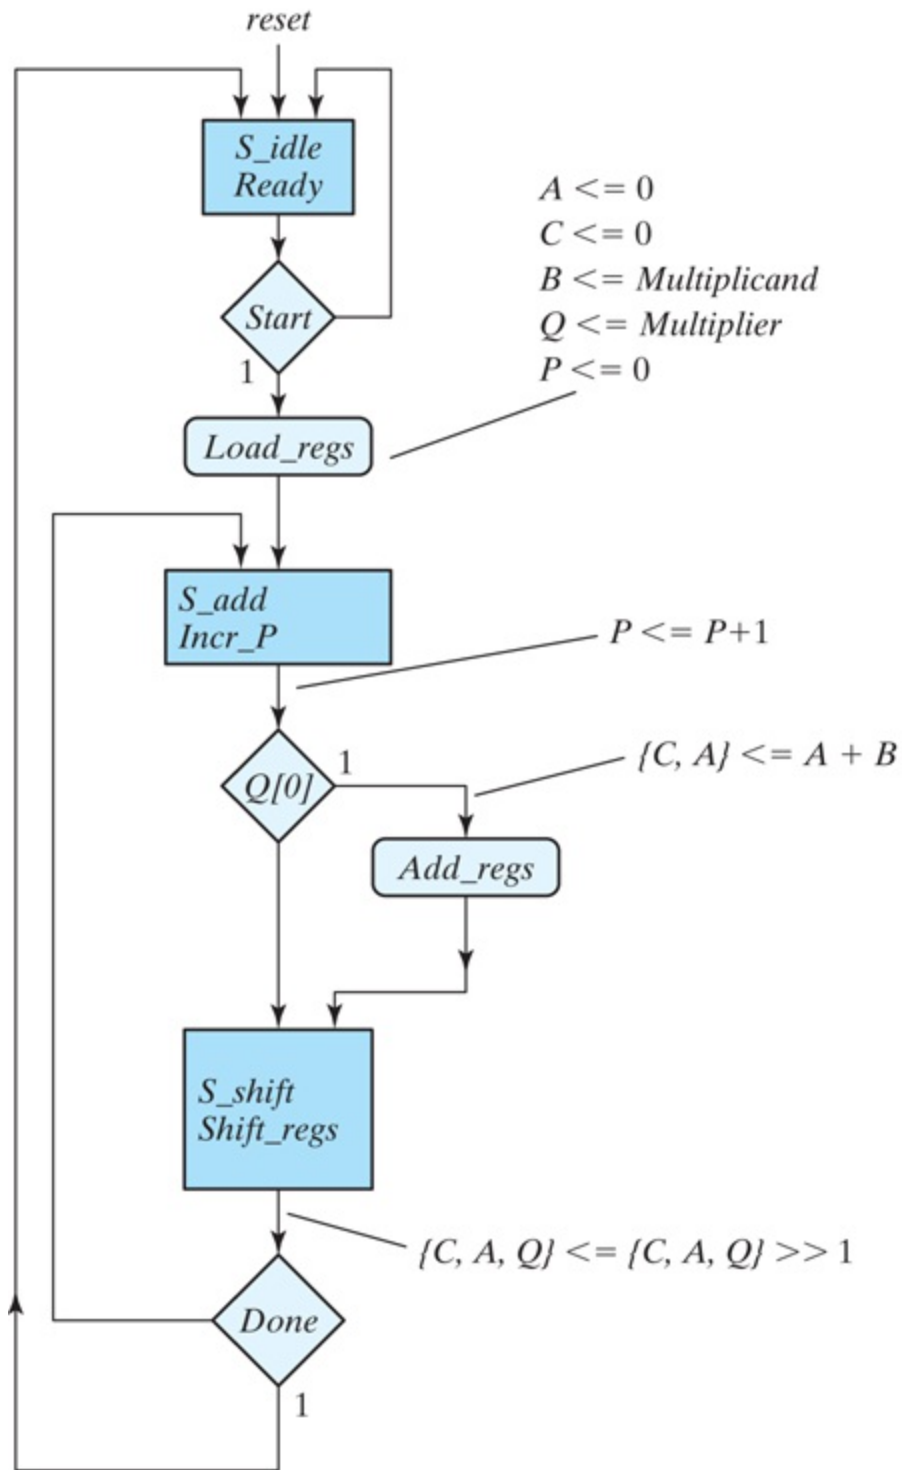 reset
S_idle
Ready
A <= 0
C <= 0
B <= Multiplicand
Q <= Multiplier
P <= 0
Start
1
Load_regs
S_add
Incr_P
P <= P+1
Q[0]
1
{C, A} <= A + B
Add_regs
S_shift
Shift_regs
{C, A, Q} <= {C, A, Q} >> 1
Done
1